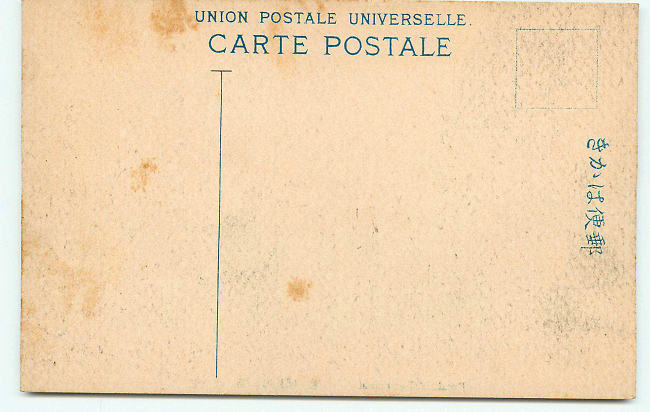 UNION POSTALE UNIVERSELLE.
CARTE POSTALE
郵便はかき